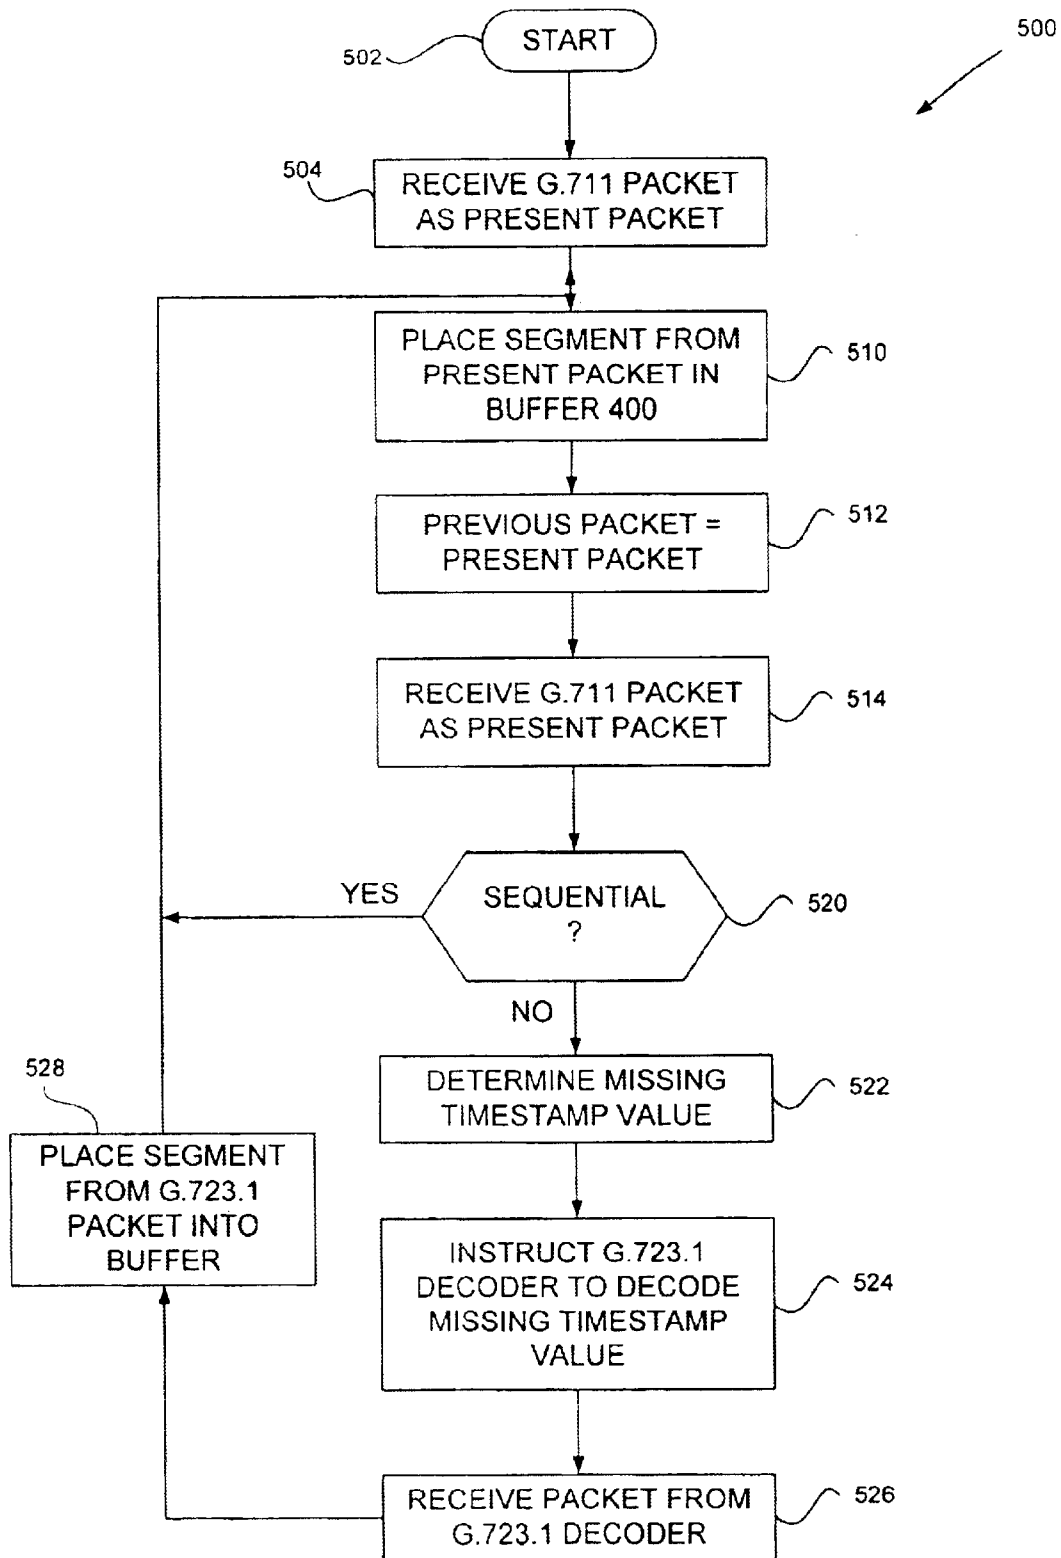 500
502
START
504
RECEIVE G.711 PACKET
AS PRESENT PACKET
PLACE SEGMENT FROM
PRESENT PACKET IN
BUFFER 400
510
PREVIOUS PACKET =
PRESENT PACKET
512
RECEIVE G.711 PACKET
AS PRESENT PACKET
514
YES
SEQUENTIAL
?
520
NO
DETERMINE MISSING
TIMESTAMP VALUE
522
528
PLACE SEGMENT
FROM G.723.1
PACKET INTO
BUFFER
INSTRUCT G.723.1
DECODER TO DECODE
MISSING TIMESTAMP
VALUE
524
RECEIVE PACKET FROM
G.723.1 DECODER
526